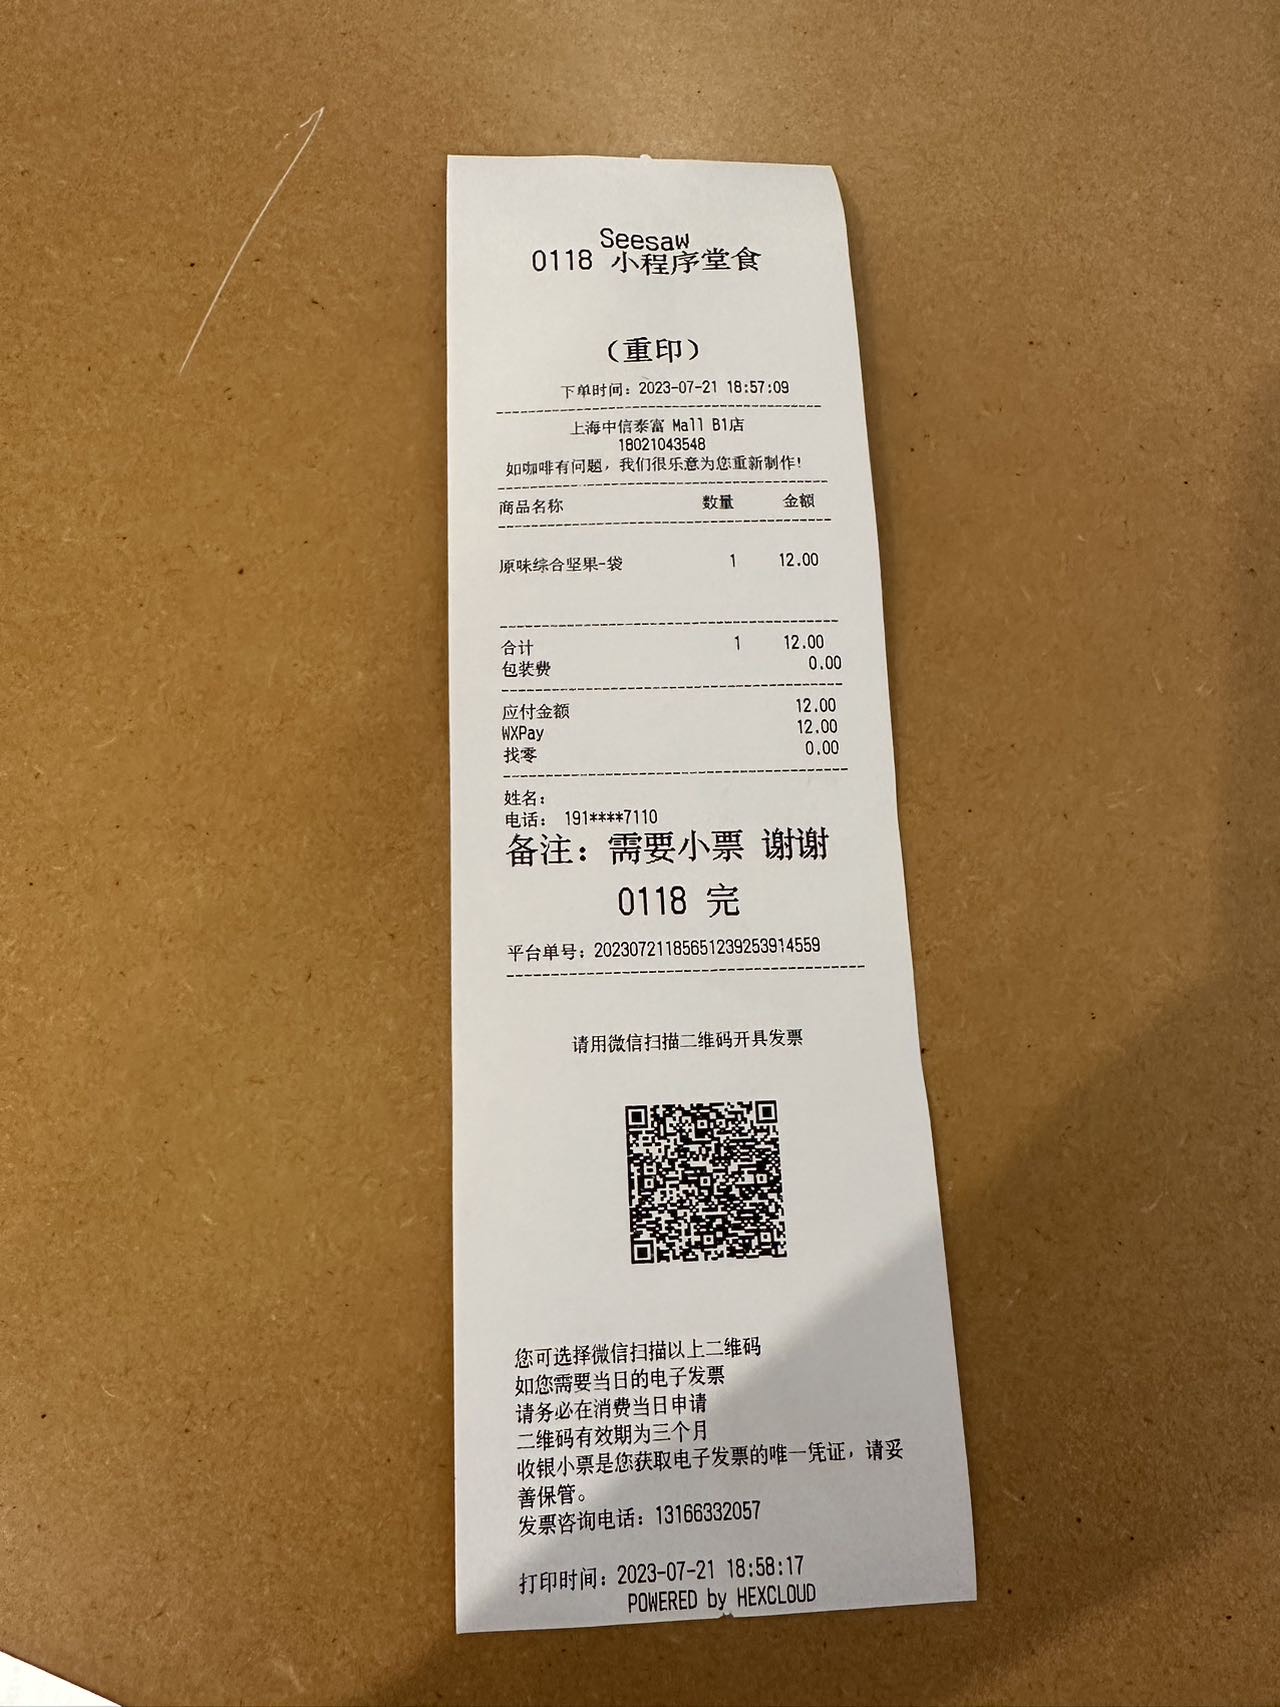 Seesaw
0118 小程序堂食
（重印）
下单时间：2023-07-21 18:57:09
上海中信泰富 Mall B1店
18021043548
如咖啡有问题，我们很乐意为您重新制作！
商品名称 数量 金额
原味综合坚果-袋 1 12.00
合计 1 12.00
包装费 0.00
应付金额 12.00
WXPay 12.00
找零 0.00
姓名：
电话： 191****7110
备注：需要小票 谢谢
0118 完
平台单号：20230721185651239253914559
请用微信扫描二维码开具发票
您可选择微信扫描以上二维码
如您需要当日的电子发票
请务必在消费当日申请
二维码有效期为三个月
收银小票是您获取电子发票的唯一凭证，请妥
善保管。
发票咨询电话：13166332057
打印时间：2023-07-21 18:58:17
POWERED by HEXCLOUD